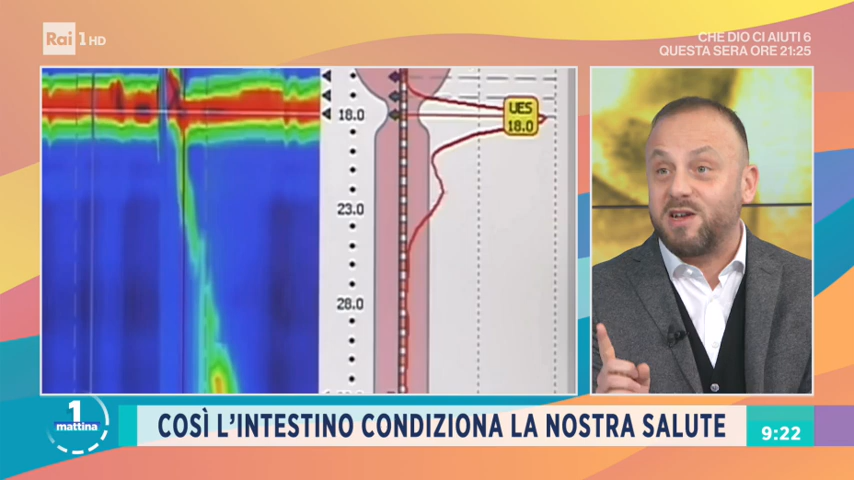 Rai 1 HD
CHE DIO CI AIUTI 6
QUESTA SERA ORE 21:25
UES
18.0
18.0
23.0
28.0
1
mattina
COSÌ L'INTESTINO CONDIZIONA LA NOSTRA SALUTE
9:22